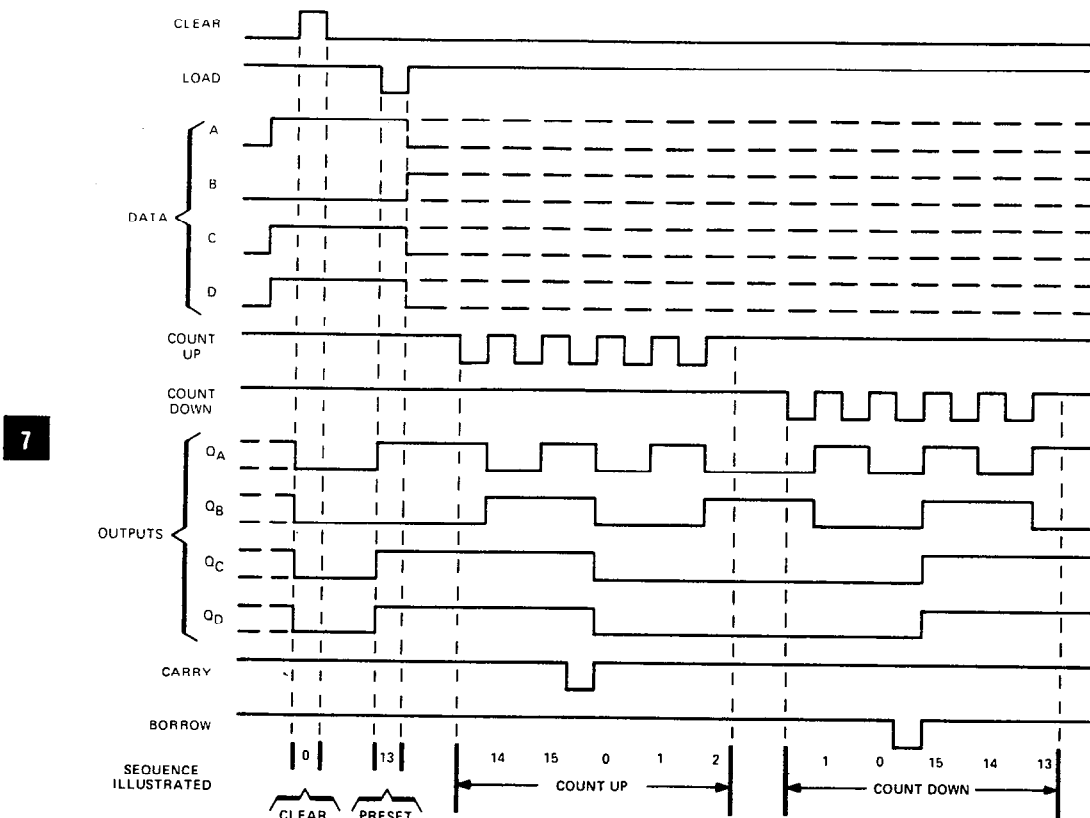 CLEAR
LOAD
A
B
DATA
C
D
COUNT
UP
COUNT
DOWN
7
QA
QB
OUTPUTS
QC
QD
CARRY
BORROW
SEQUENCE
ILLUSTRATED
0 13 14 15 0 1 2 1 0 15 14 13
COUNT UP COUNT DOWN
CLEAR PRESET